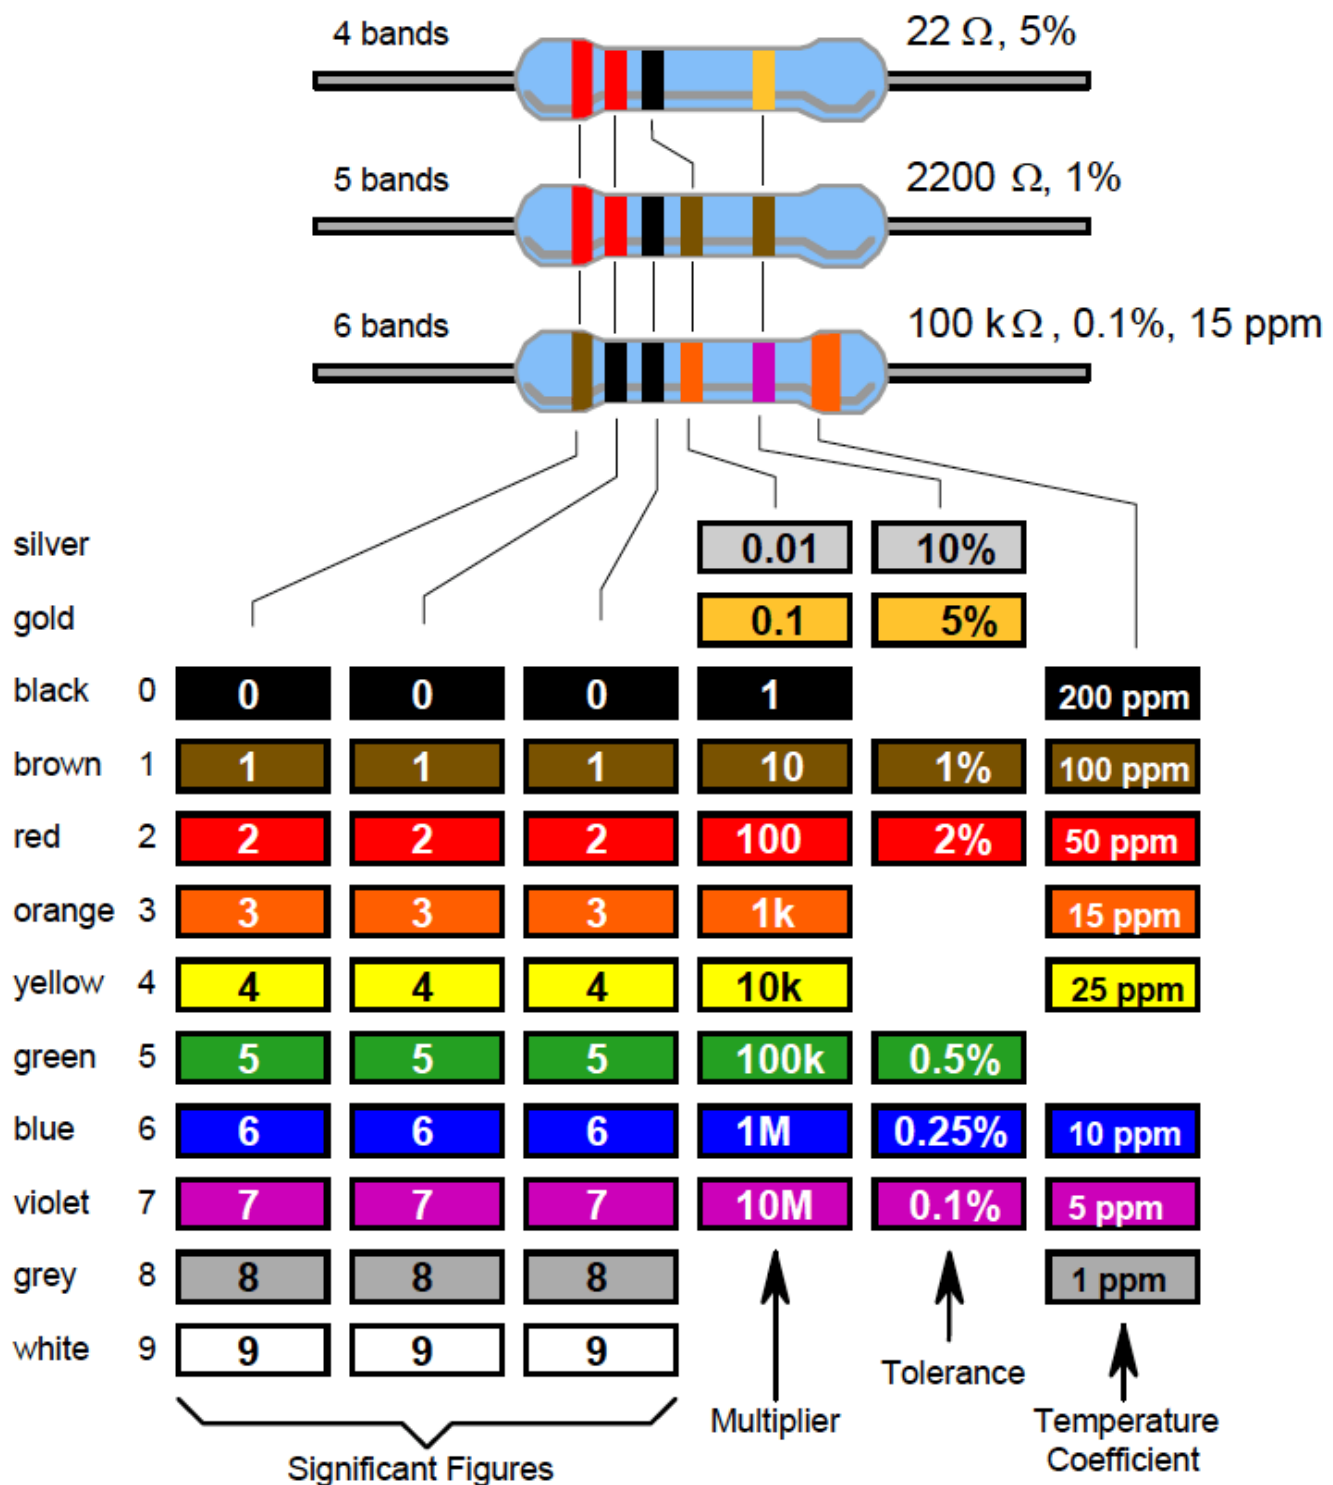 4 bands
22 Ω, 5%
5 bands
2200 Ω, 1%
6 bands
100 kΩ, 0.1%, 15 ppm
silver 0.01 10%
gold 0.1 5%
black 0 0 0 0 1 200 ppm
brown 1 1 1 1 10 1% 100 ppm
red 2 2 2 2 100 2% 50 ppm
orange 3 3 3 3 1k 15 ppm
yellow 4 4 4 4 10k 25 ppm
green 5 5 5 5 100k 0.5%
blue 6 6 6 6 1M 0.25% 10 ppm
violet 7 7 7 7 10M 0.1% 5 ppm
grey 8 8 8 8 1 ppm
white 9 9 9 9
Significant Figures
Multiplier
Tolerance
Temperature
Coefficient